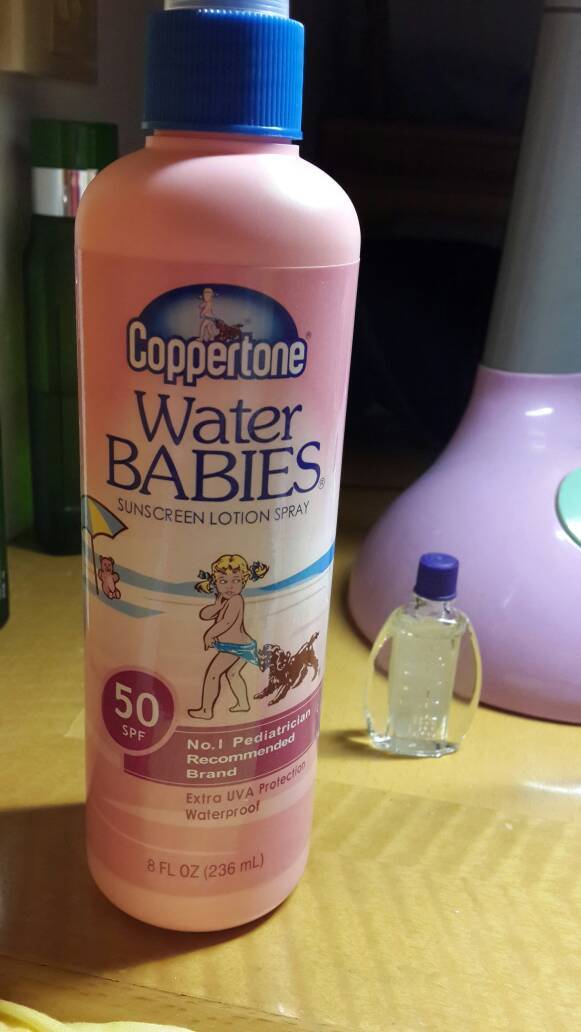 Coppertone®
Water
BABIES®
SUNSCREEN LOTION SPRAY
50
SPF
No.1 Pediatrician
Recommended
Brand
Extra UVA Protection
Waterproof
8 FL OZ (236 mL)